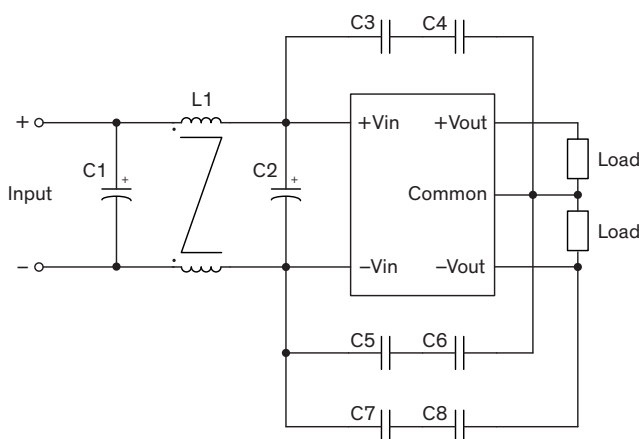 C3 C4
L1
+ +Vin +Vout
Load
C1 + C2 +
Input Common
Load
− −Vin −Vout
C5 C6
C7 C8